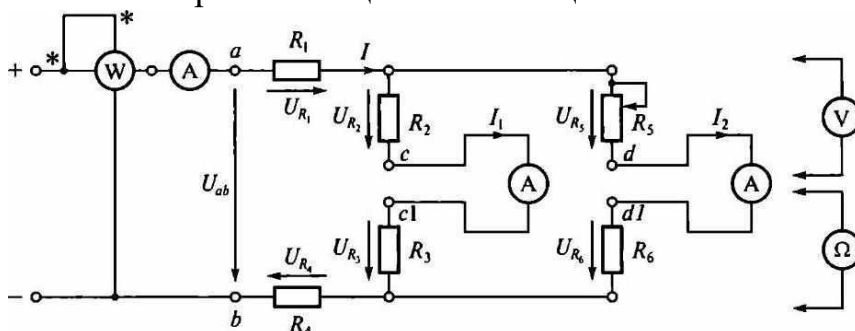 * * a R₁ I
+ W A
U_R₁ U_R₂ R₂ I₁ U_R₅ R₅ I₂ V
c d
U_ab A A
c1 d1
U_R₃ R₃ U_R₆ R₆ Ω
U_R₄
−
b R₄